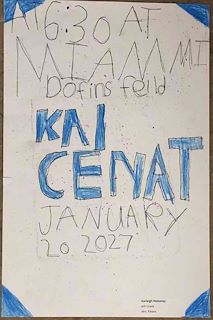 AT 6:30 AT
MIAMMI
Dofins feild
KAI
CENAT
JANUARY
20 2027